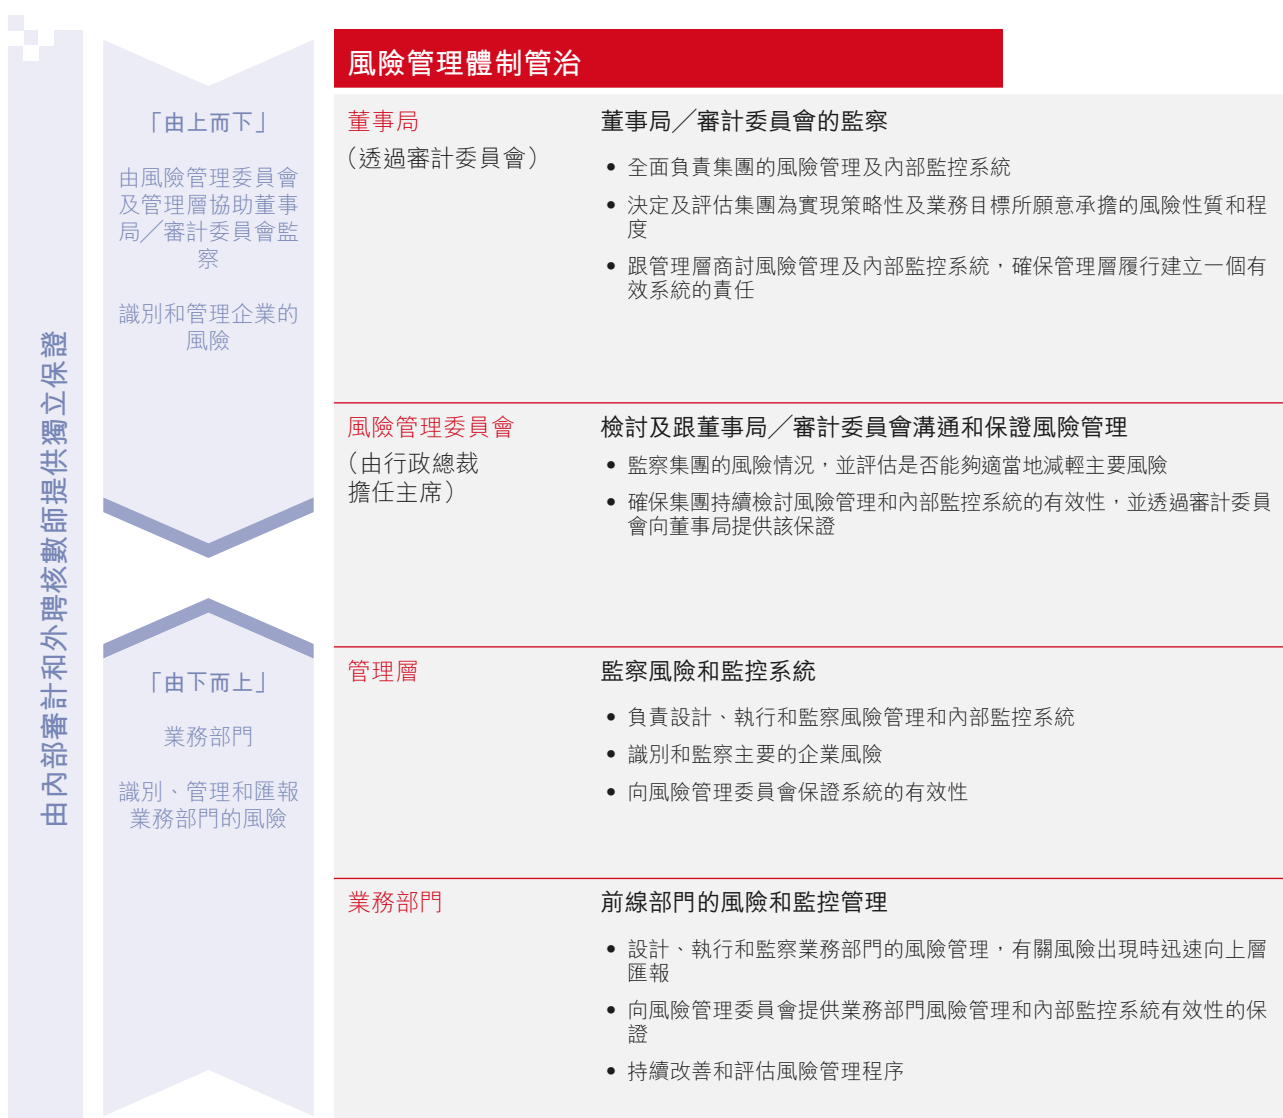 由內部審計和外聘核數師提供獨立保證
「由上而下」
由風險管理委員會
及管理層協助董事
局╱審計委員會監
察
識別和管理企業的
風險
「由下而上」
業務部門
識別、管理和匯報
業務部門的風險
風險管理體制管治
董事局
（透過審計委員會）
董事局╱審計委員會的監察
• 全面負責集團的風險管理及內部監控系統
• 決定及評估集團為實現策略性及業務目標所願意承擔的風險性質和程
度
• 跟管理層商討風險管理及內部監控系統，確保管理層履行建立一個有
效系統的責任
風險管理委員會
（由行政總裁
擔任主席）
檢討及跟董事局╱審計委員會溝通和保證風險管理
• 監察集團的風險情況，並評估是否能夠適當地減輕主要風險
• 確保集團持續檢討風險管理和內部監控系統的有效性，並透過審計委員
會向董事局提供該保證
管理層
監察風險和監控系統
• 負責設計、執行和監察風險管理和內部監控系統
• 識別和監察主要的企業風險
• 向風險管理委員會保證系統的有效性
業務部門
前線部門的風險和監控管理
• 設計、執行和監察業務部門的風險管理，有關風險出現時迅速向上層
匯報
• 向風險管理委員會提供業務部門風險管理和內部監控系統有效性的保
證
• 持續改善和評估風險管理程序